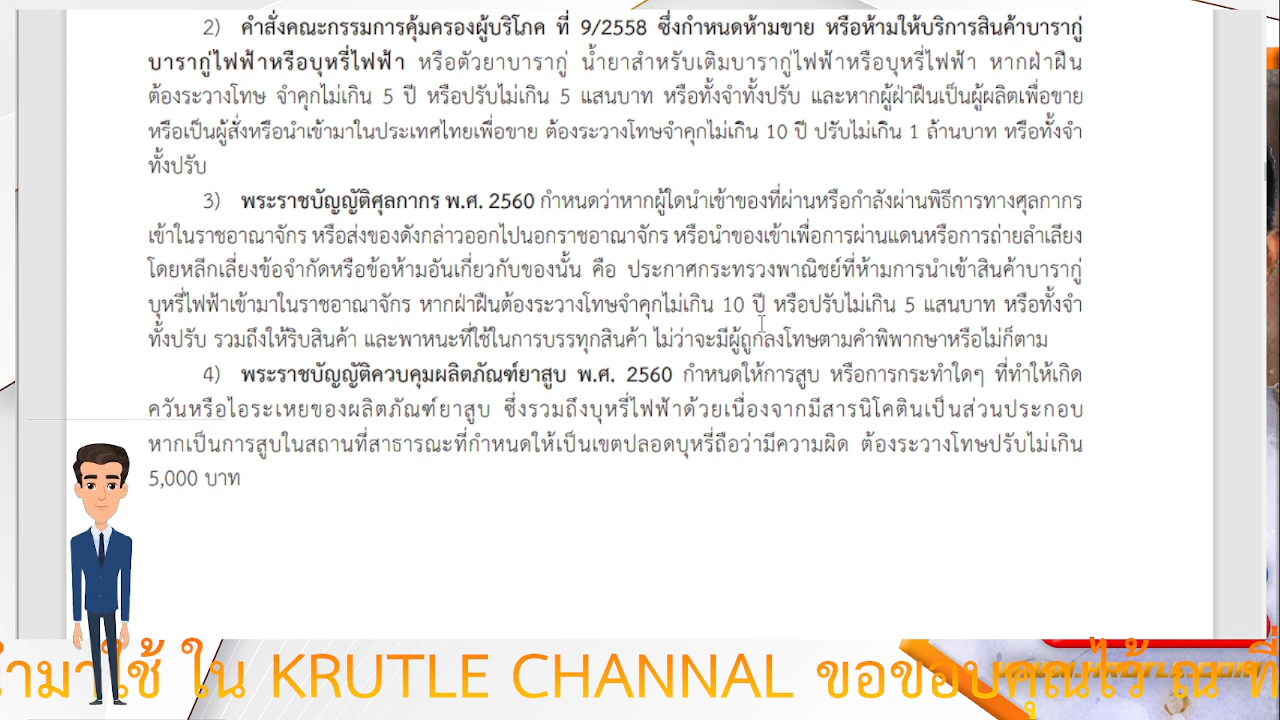 2) คำสั่งคณะกรรมการคุ้มครองผู้บริโภค ที่ 9/2558 ซึ่งกำหนดห้ามขาย หรือห้ามให้บริการสินค้าบารากู่
บารากู่ไฟฟ้าหรือบุหรี่ไฟฟ้า หรือตัวยาบารากู่ น้ำยาสำหรับเติมบารากู่ไฟฟ้าหรือบุหรี่ไฟฟ้า หากฝ่าฝืน
ต้องระวางโทษ จำคุกไม่เกิน 5 ปี หรือปรับไม่เกิน 5 แสนบาท หรือทั้งจำทั้งปรับ และหากผู้ฝ่าฝืนเป็นผู้ผลิตเพื่อขาย
หรือเป็นผู้สั่งหรือนำเข้ามาในประเทศไทยเพื่อขาย ต้องระวางโทษจำคุกไม่เกิน 10 ปี ปรับไม่เกิน 1 ล้านบาท หรือทั้งจำ
ทั้งปรับ
3) พระราชบัญญัติศุลกากร พ.ศ. 2560 กำหนดว่าหากผู้ใดนำเข้าของที่ผ่านหรือกำลังผ่านพิธีการทางศุลกากร
เข้าในราชอาณาจักร หรือส่งของดังกล่าวออกไปนอกราชอาณาจักร หรือนำของเข้าเพื่อการผ่านแดนหรือการถ่ายลำเลียง
โดยหลีกเลี่ยงข้อจำกัดหรือข้อห้ามอันเกี่ยวกับของนั้น คือ ประกาศกระทรวงพาณิชย์ที่ห้ามการนำเข้าสินค้าบารากู่
บุหรี่ไฟฟ้าเข้ามาในราชอาณาจักร หากฝ่าฝืนต้องระวางโทษจำคุกไม่เกิน 10 ปี หรือปรับไม่เกิน 5 แสนบาท หรือทั้งจำ
ทั้งปรับ รวมถึงให้ริบสินค้า และพาหนะที่ใช้ในการบรรทุกสินค้า ไม่ว่าจะมีผู้ถูกลงโทษตามคำพิพากษาหรือไม่ก็ตาม
4) พระราชบัญญัติควบคุมผลิตภัณฑ์ยาสูบ พ.ศ. 2560 กำหนดให้การสูบ หรือการกระทำใดๆ ที่ทำให้เกิด
ควันหรือไอระเหยของผลิตภัณฑ์ยาสูบ ซึ่งรวมถึงบุหรี่ไฟฟ้าด้วยเนื่องจากมีสารนิโคตินเป็นส่วนประกอบ
หากเป็นการสูบในสถานที่สาธารณะที่กำหนดให้เป็นเขตปลอดบุหรี่ถือว่ามีความผิด ต้องระวางโทษปรับไม่เกิน
5,000 บาท
ำมาใช้ ใน KRUTLE CHANNAL ขอขอบคุณไว้ ณ ที่